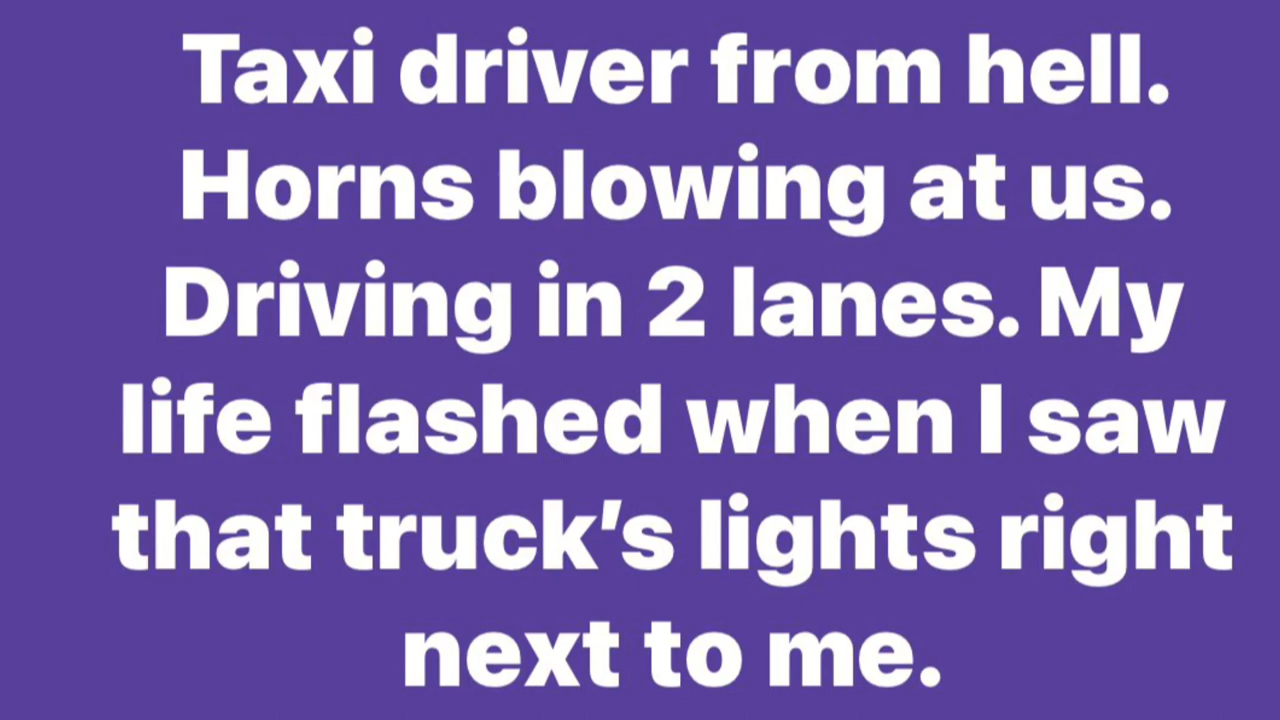 Taxi driver from hell.
Horns blowing at us.
Driving in 2 lanes. My
life flashed when I saw
that truck’s lights right
next to me.